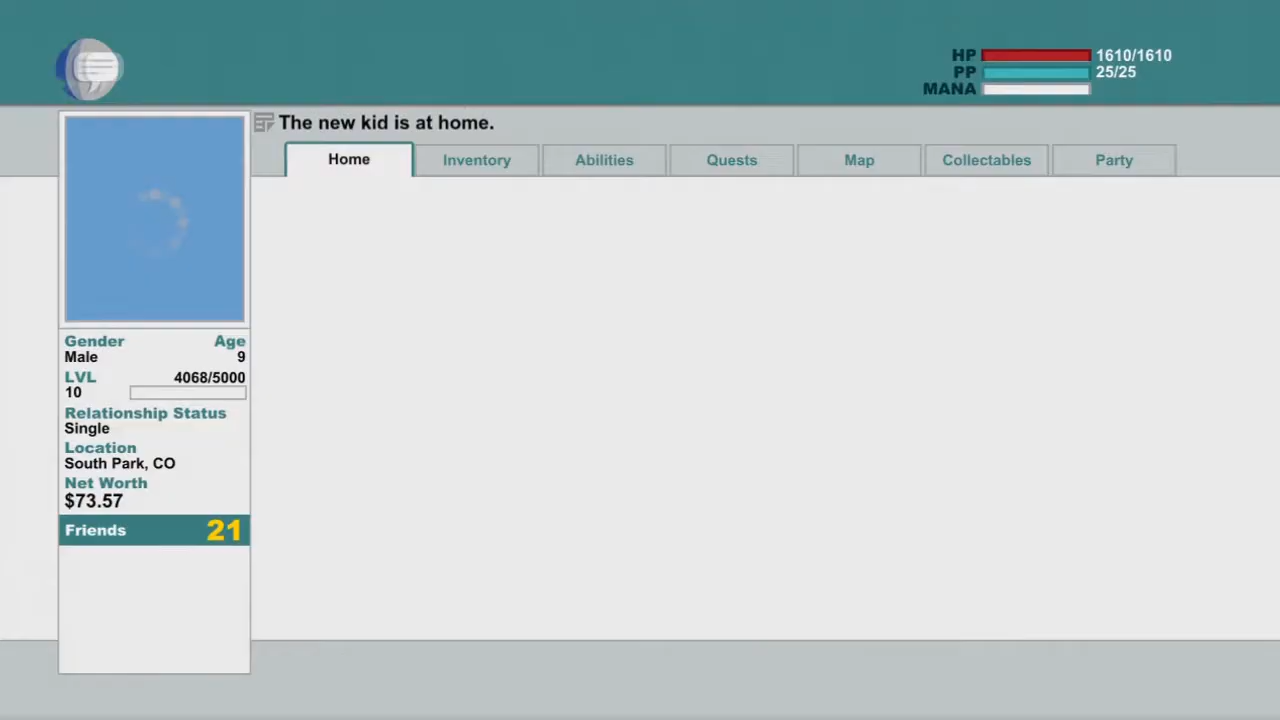 HP 1610/1610
PP 25/25
MANA
The new kid is at home.
Home Inventory Abilities Quests Map Collectables Party
Gender Age
Male 9
LVL 4068/5000
10
Relationship Status
Single
Location
South Park, CO
Net Worth
$73.57
Friends 21